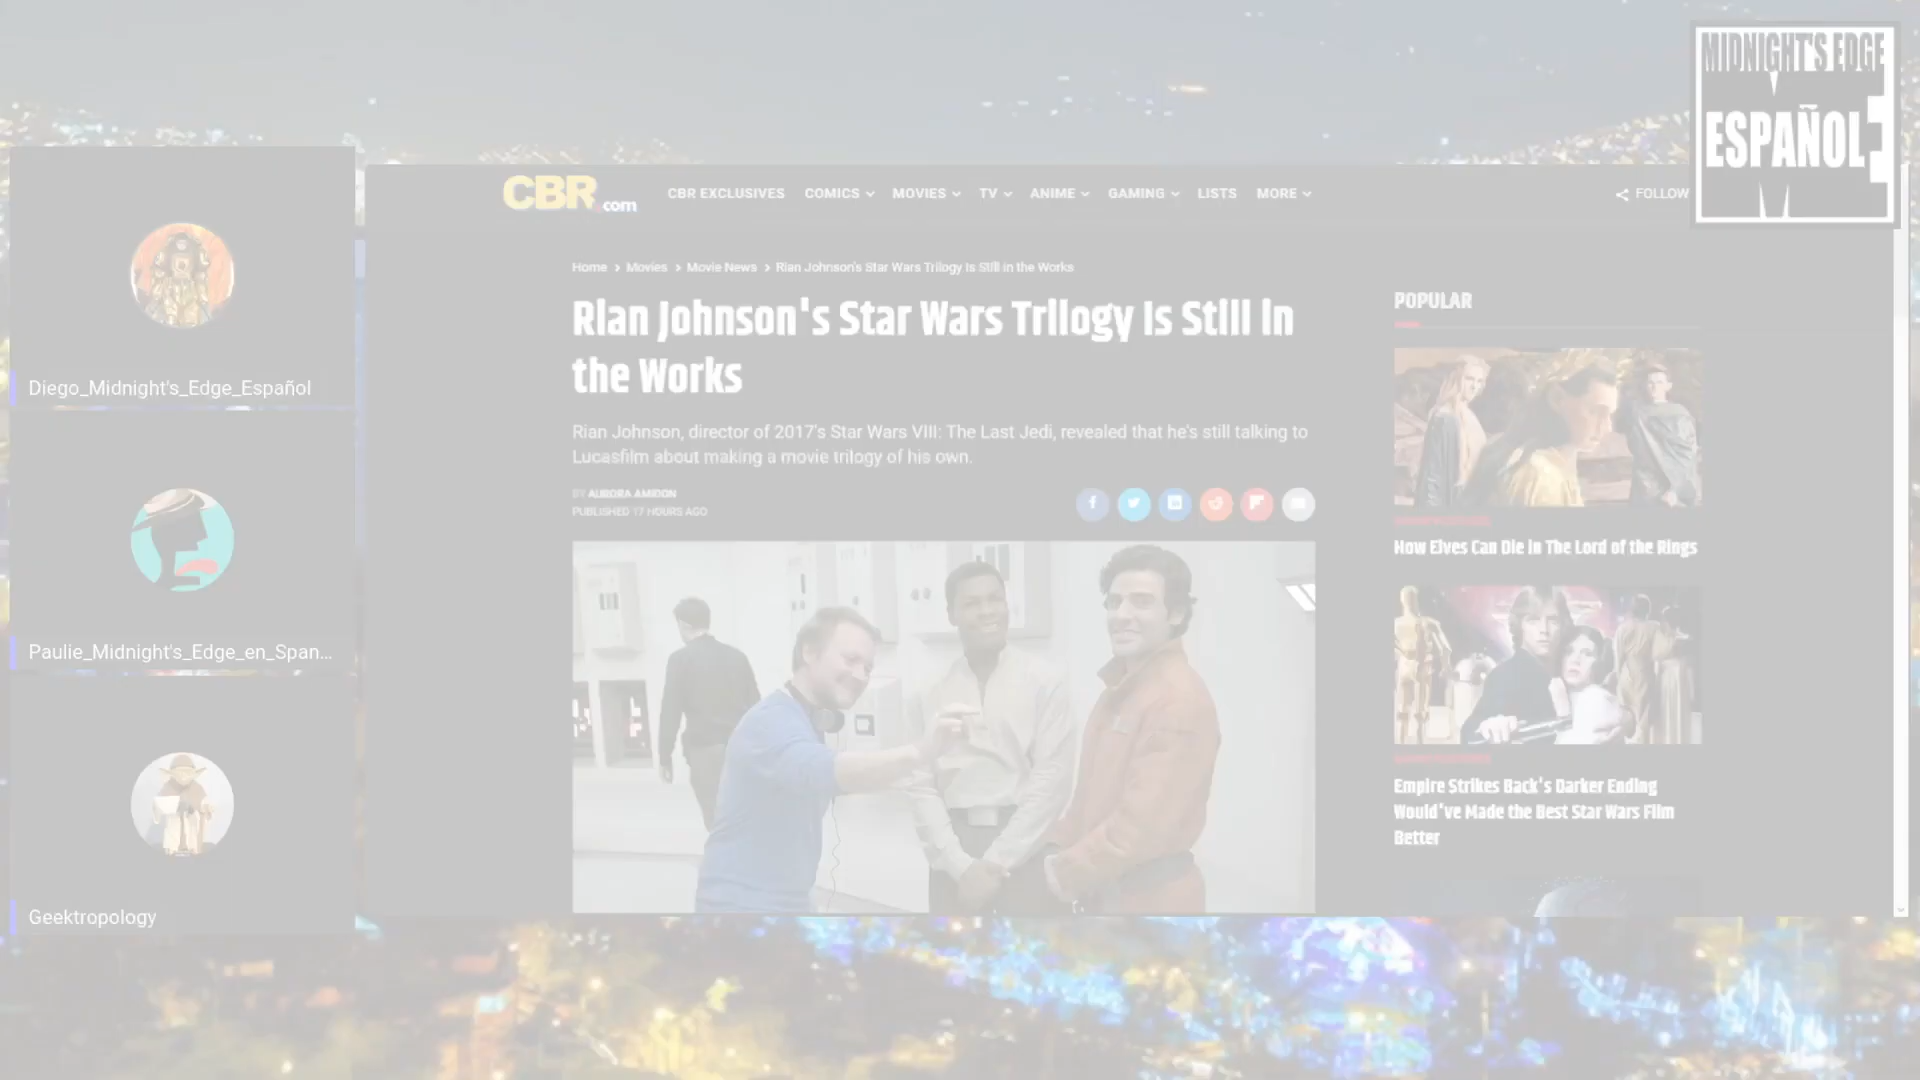 MIDNIGHT'S EDGE
ESPAÑOL
CBR.com
CBR EXCLUSIVES COMICS MOVIES TV ANIME GAMING LISTS MORE
FOLLOW
Home > Movies > Movie News > Rian Johnson's Star Wars Trilogy Is Still in the Works
Rian Johnson's Star Wars Trilogy Is Still in
the Works
Rian Johnson, director of 2017's Star Wars VIII: The Last Jedi, revealed that he's still talking to
Lucasfilm about making a movie trilogy of his own.
BY AURORA AMIDON
PUBLISHED 17 HOURS AGO
POPULAR
How Elves Can Die in The Lord of the Rings
Empire Strikes Back's Darker Ending
Would've Made the Best Star Wars Film
Better
Diego_Midnight's_Edge_Español
Paulie_Midnight's_Edge_en_Span...
Geektropology